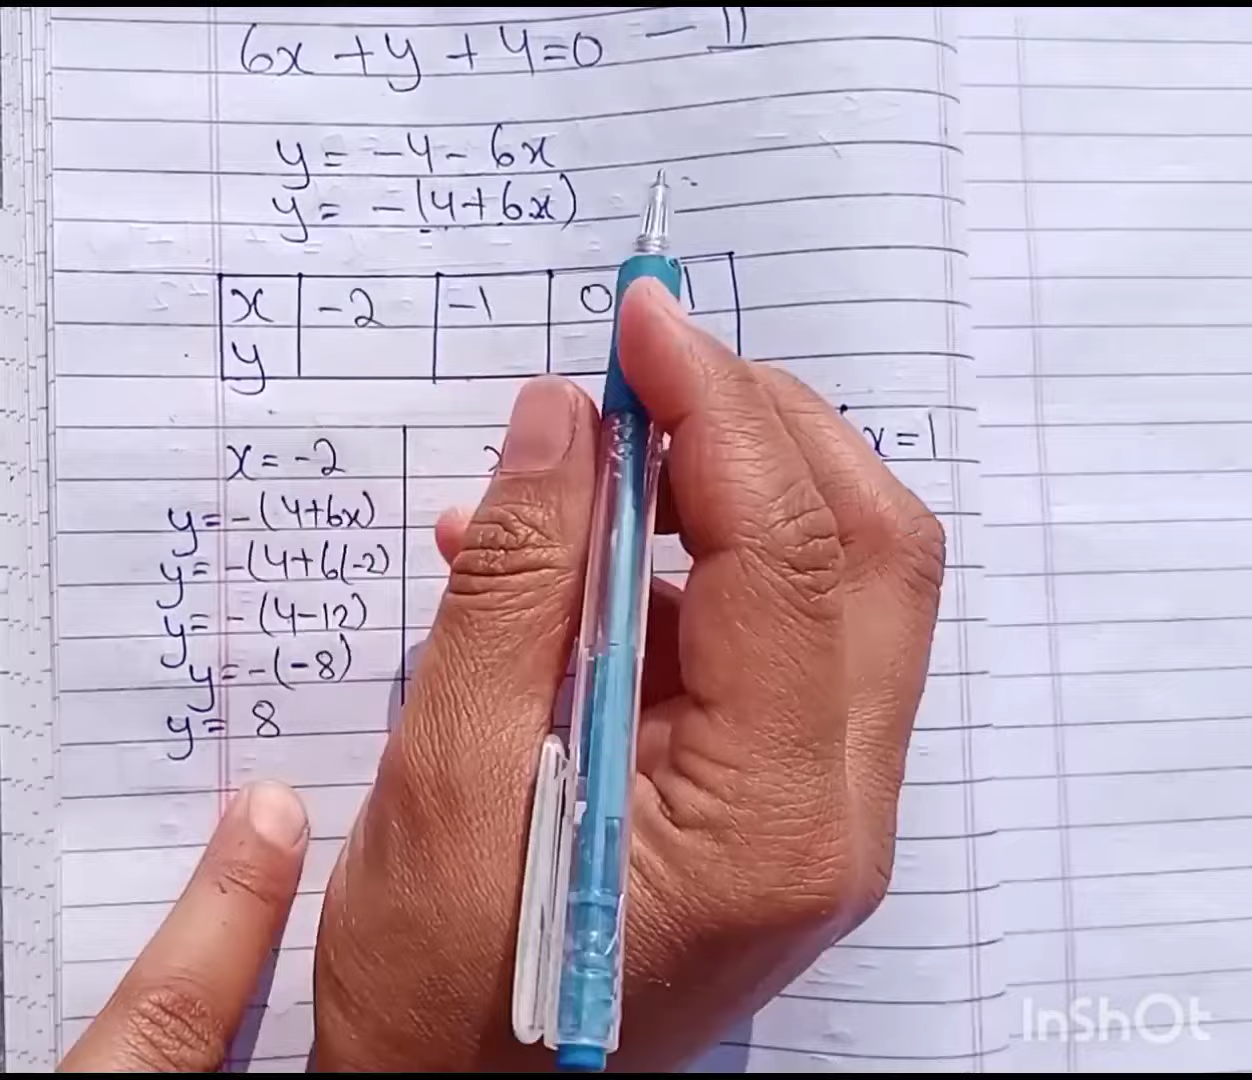 6x + y + 4 = 0 — II
y = -4 - 6x
y = -(4+6x)
x -2 -1 0 1
y
x = -2
y = -(4+6x)
y = -(4+6(-2)
y = -(4-12)
y = -(-8)
y = 8
x = 1
InShOt